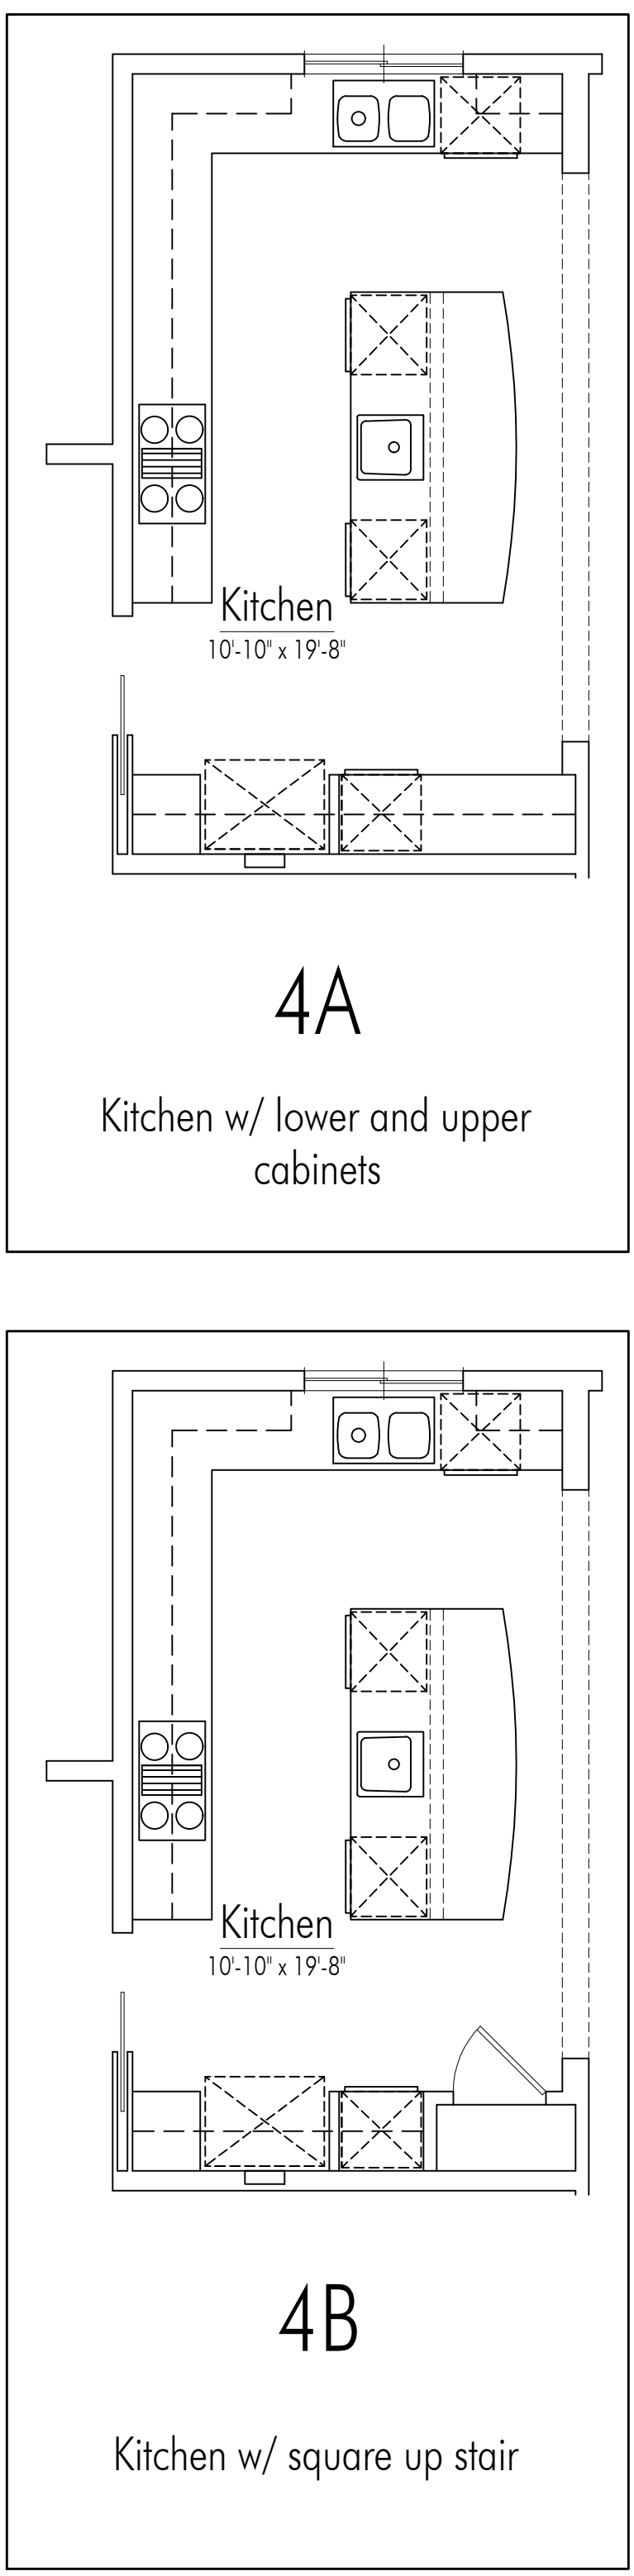 Kitchen
10'-10" x 19'-8"
4A
Kitchen w/ lower and upper
cabinets
Kitchen
10'-10" x 19'-8"
4B
Kitchen w/ square up stair